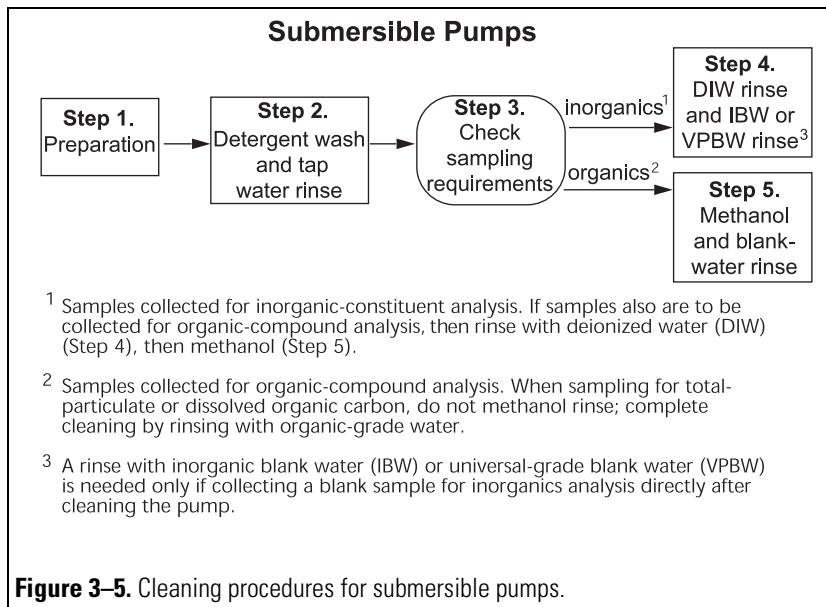 Submersible Pumps
Step 1.
Preparation
Step 2.
Detergent wash
and tap
water rinse
Step 3.
Check
sampling
requirements
inorganics1
organics2
Step 4.
DIW rinse
and IBW or
VPBW rinse3
Step 5.
Methanol
and blank-
water rinse
1 Samples collected for inorganic-constituent analysis. If samples also are to be
collected for organic-compound analysis, then rinse with deionized water (DIW)
(Step 4), then methanol (Step 5).
2 Samples collected for organic-compound analysis. When sampling for total-
particulate or dissolved organic carbon, do not methanol rinse; complete
cleaning by rinsing with organic-grade water.
3 A rinse with inorganic blank water (IBW) or universal-grade blank water (VPBW)
is needed only if collecting a blank sample for inorganics analysis directly after
cleaning the pump.
Figure 3–5. Cleaning procedures for submersible pumps.